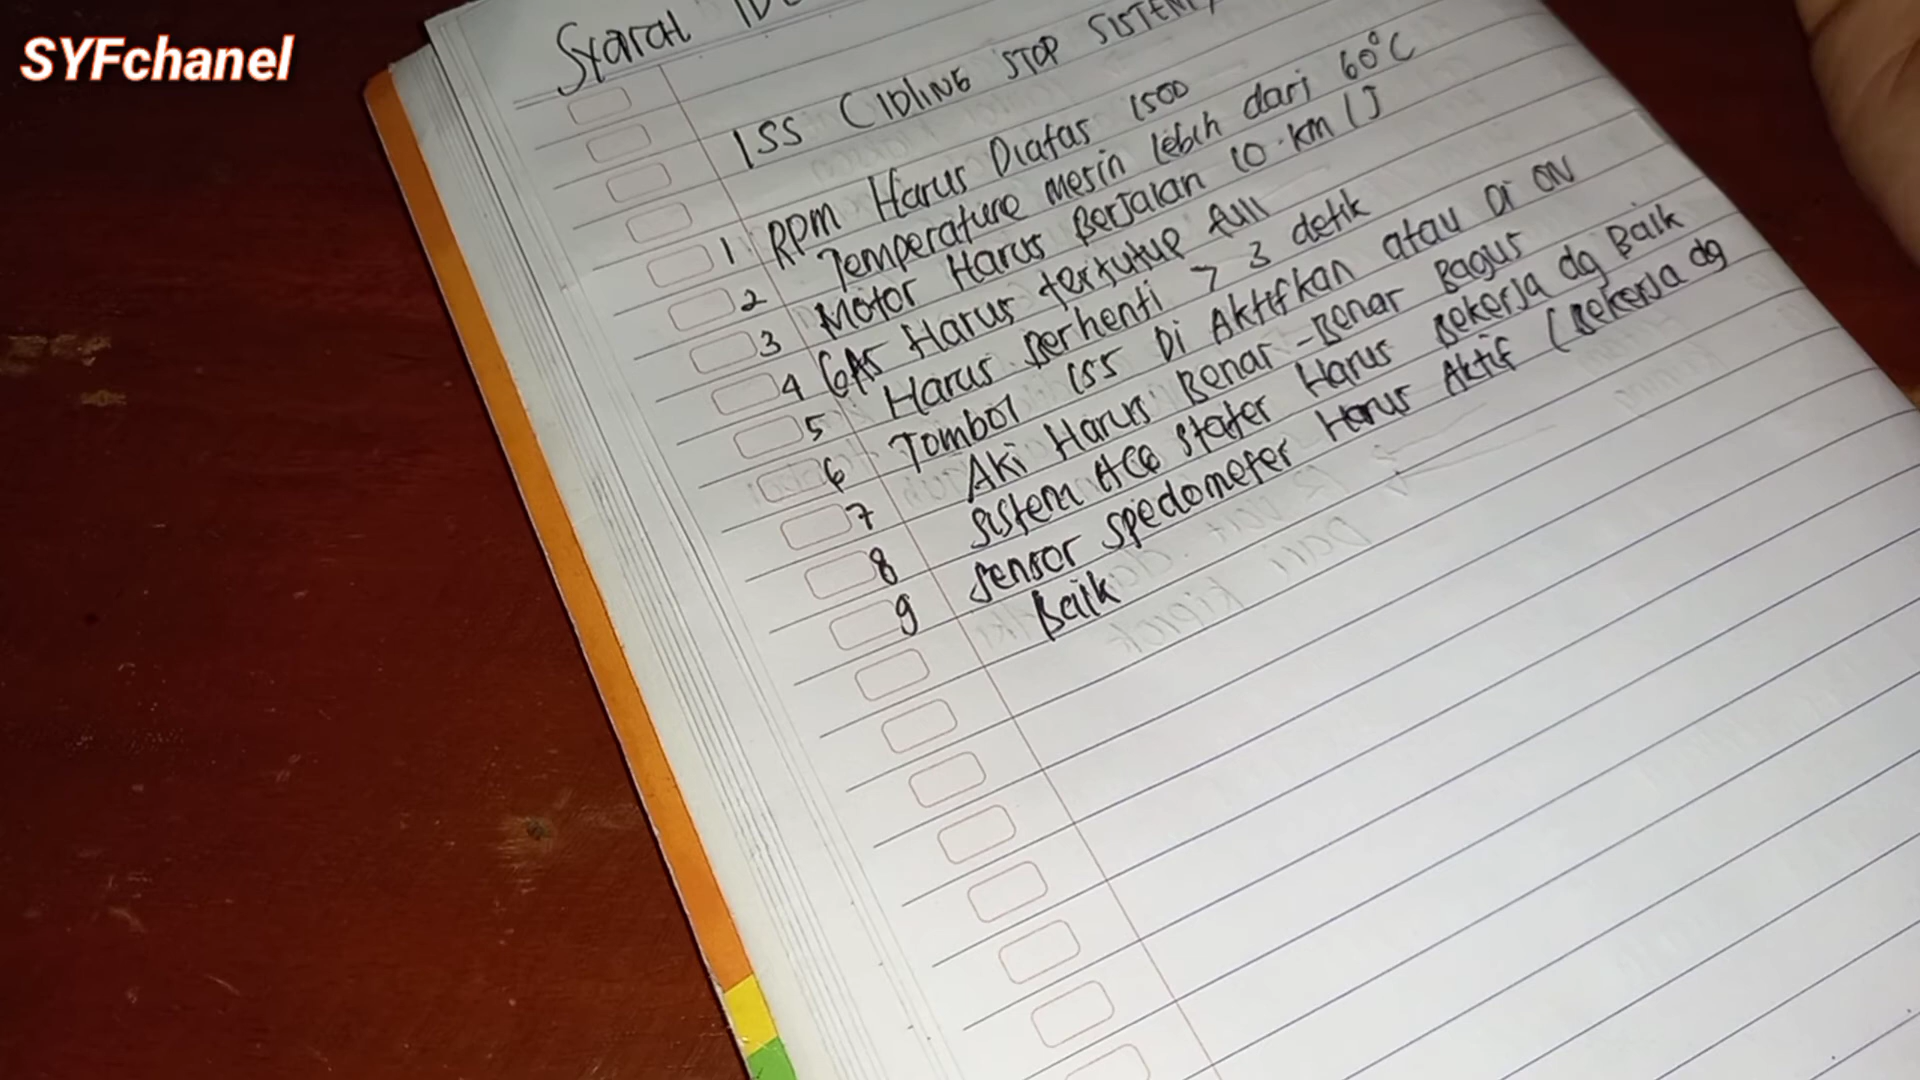 SYFchanel
Syarat
ISS (IDLING STOP SISTEM)
1. RPM Harus Diatas 1500
2 Temperature mesin lebih dari 60°C
3 Motor Harus Berjalan 10.km/J
4 GAS Harus tertutup full
5 Harus Berhenti > 3 detik
6 Tombol ISS Di Aktifkan atau Di ON
7 Aki Harus Benar-Benar Bagus
8 sistem ACG stater Harus Bekerja dg Baik
9 sensor spedometer Harus Aktif (Bekerja dg
Baik